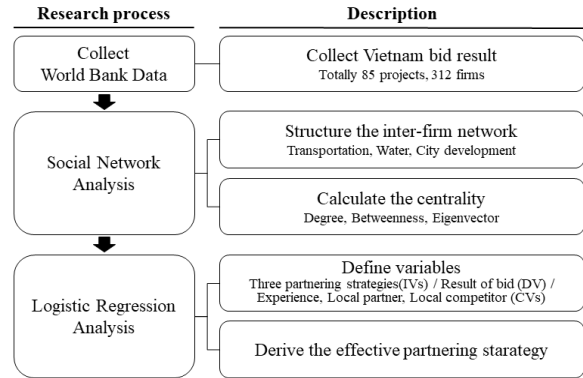 Research process
Description
Collect
World Bank Data
Collect Vietnam bid result
Totally 85 projects, 312 firms
Social Network
Analysis
Structure the inter-firm network
Transportation, Water, City development
Calculate the centrality
Degree, Betweenness, Eigenvector
Logistic Regression
Analysis
Define variables
Three partnering strategies(IVs) / Result of bid (DV) /
Experience, Local partner, Local competitor (CVs)
Derive the effective partnering starategy